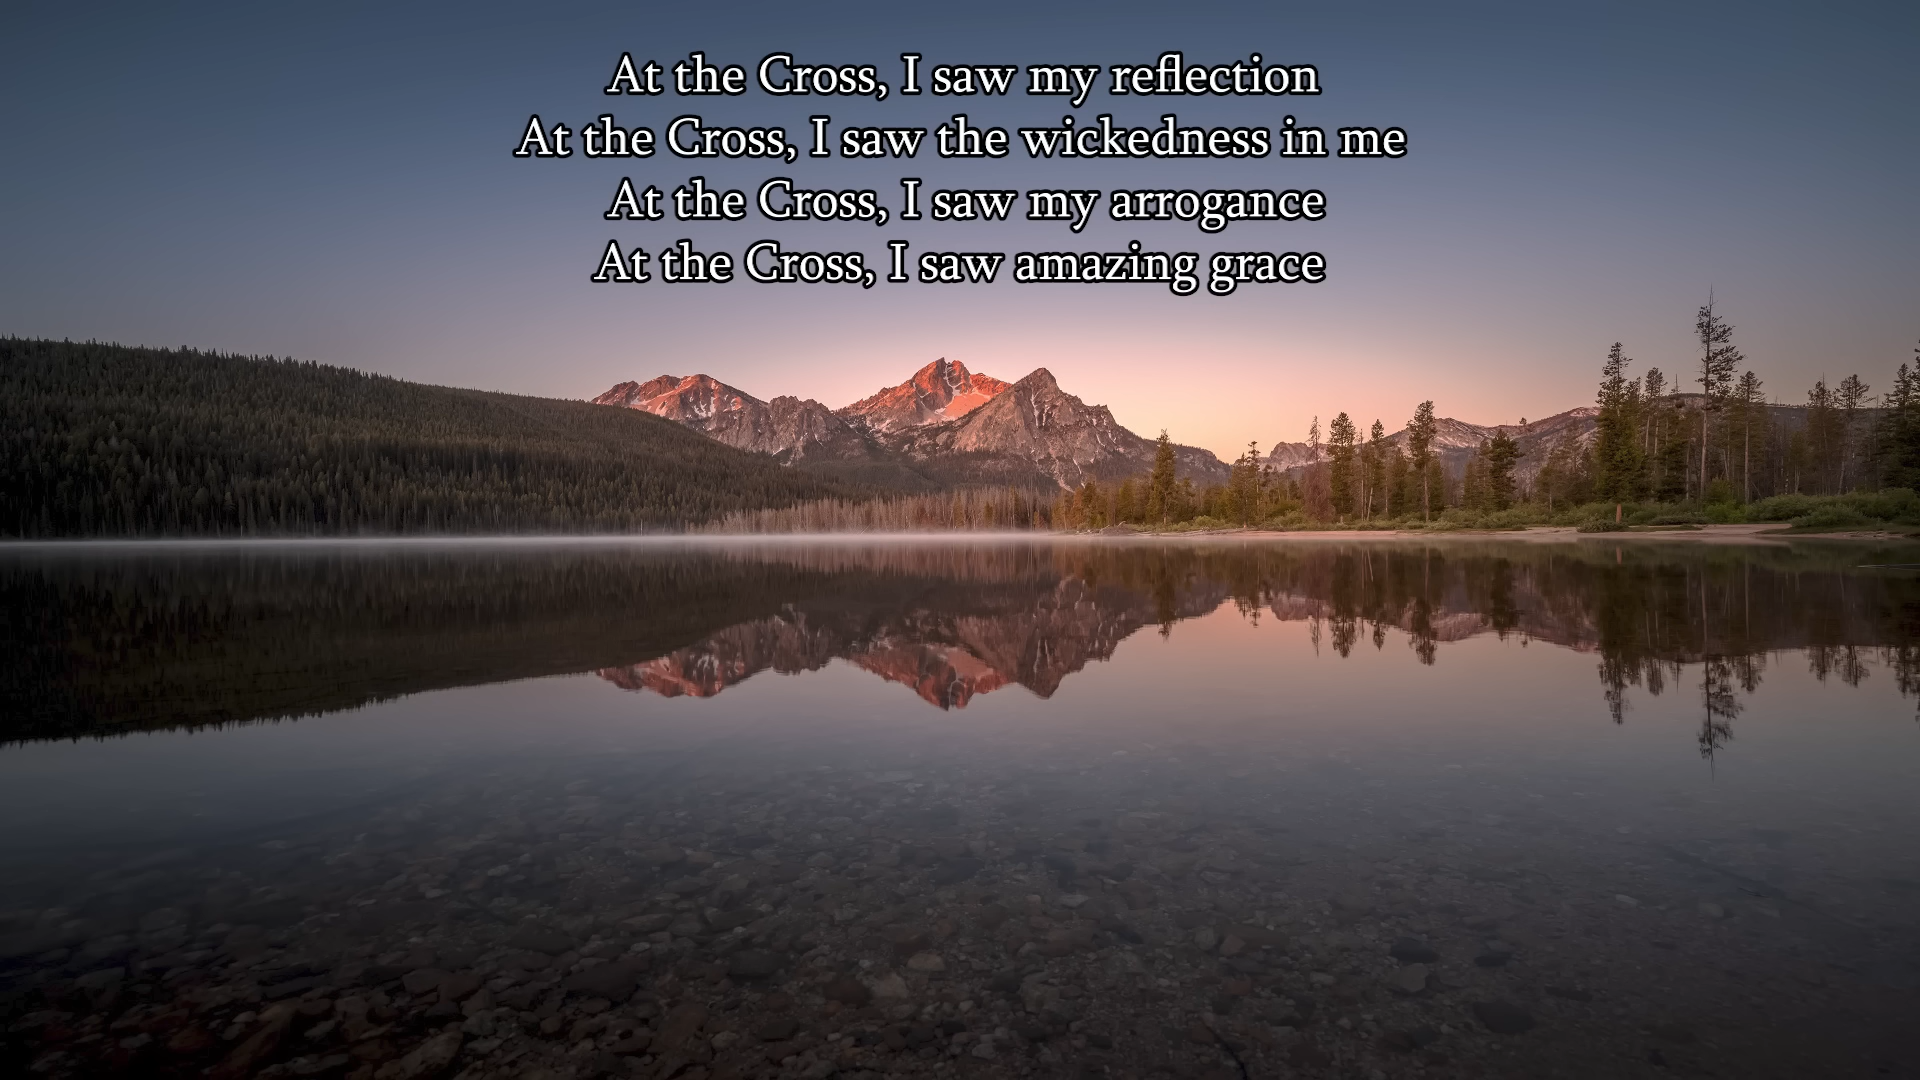 At the Cross, I saw my reflection
At the Cross, I saw the wickedness in me
At the Cross, I saw my arrogance
At the Cross, I saw amazing grace